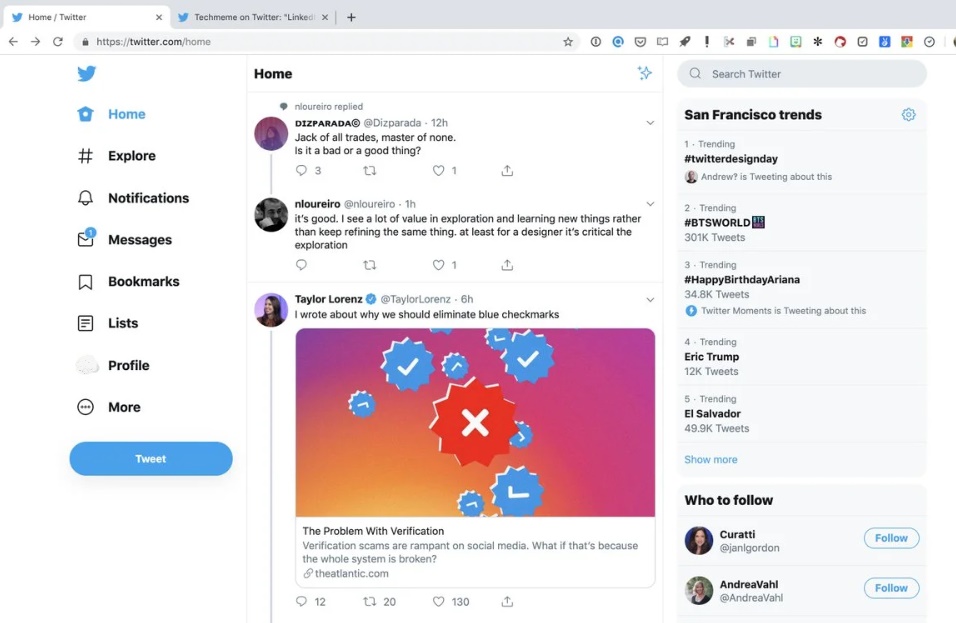 Home / Twitter
Techmeme on Twitter: "Linked
https://twitter.com/home
Home
Explore
Notifications
1
Messages
Bookmarks
Lists
Profile
More
Tweet
Home
nloureiro replied
DIZPARADA© @Dizparada · 12h
Jack of all trades, master of none.
Is it a bad or a good thing?
3
1
nloureiro @nloureiro · 1h
it's good. I see a lot of value in exploration and learning new things rather
than keep refining the same thing. at least for a designer it's critical the
exploration
1
Taylor Lorenz @TaylorLorenz · 6h
I wrote about why we should eliminate blue checkmarks
The Problem With Verification
Verification scams are rampant on social media. What if that's because
the whole system is broken?
theatlantic.com
12
20
130
Search Twitter
San Francisco trends
1 · Trending
#twitterdesignday
Andrew? is Tweeting about this
2 · Trending
#BTSWORLD
301K Tweets
3 · Trending
#HappyBirthdayAriana
34.8K Tweets
Twitter Moments is Tweeting about this
4 · Trending
Eric Trump
12K Tweets
5 · Trending
El Salvador
49.9K Tweets
Show more
Who to follow
Curatti
@janlgordon
Follow
AndreaVahl
@AndreaVahl
Follow